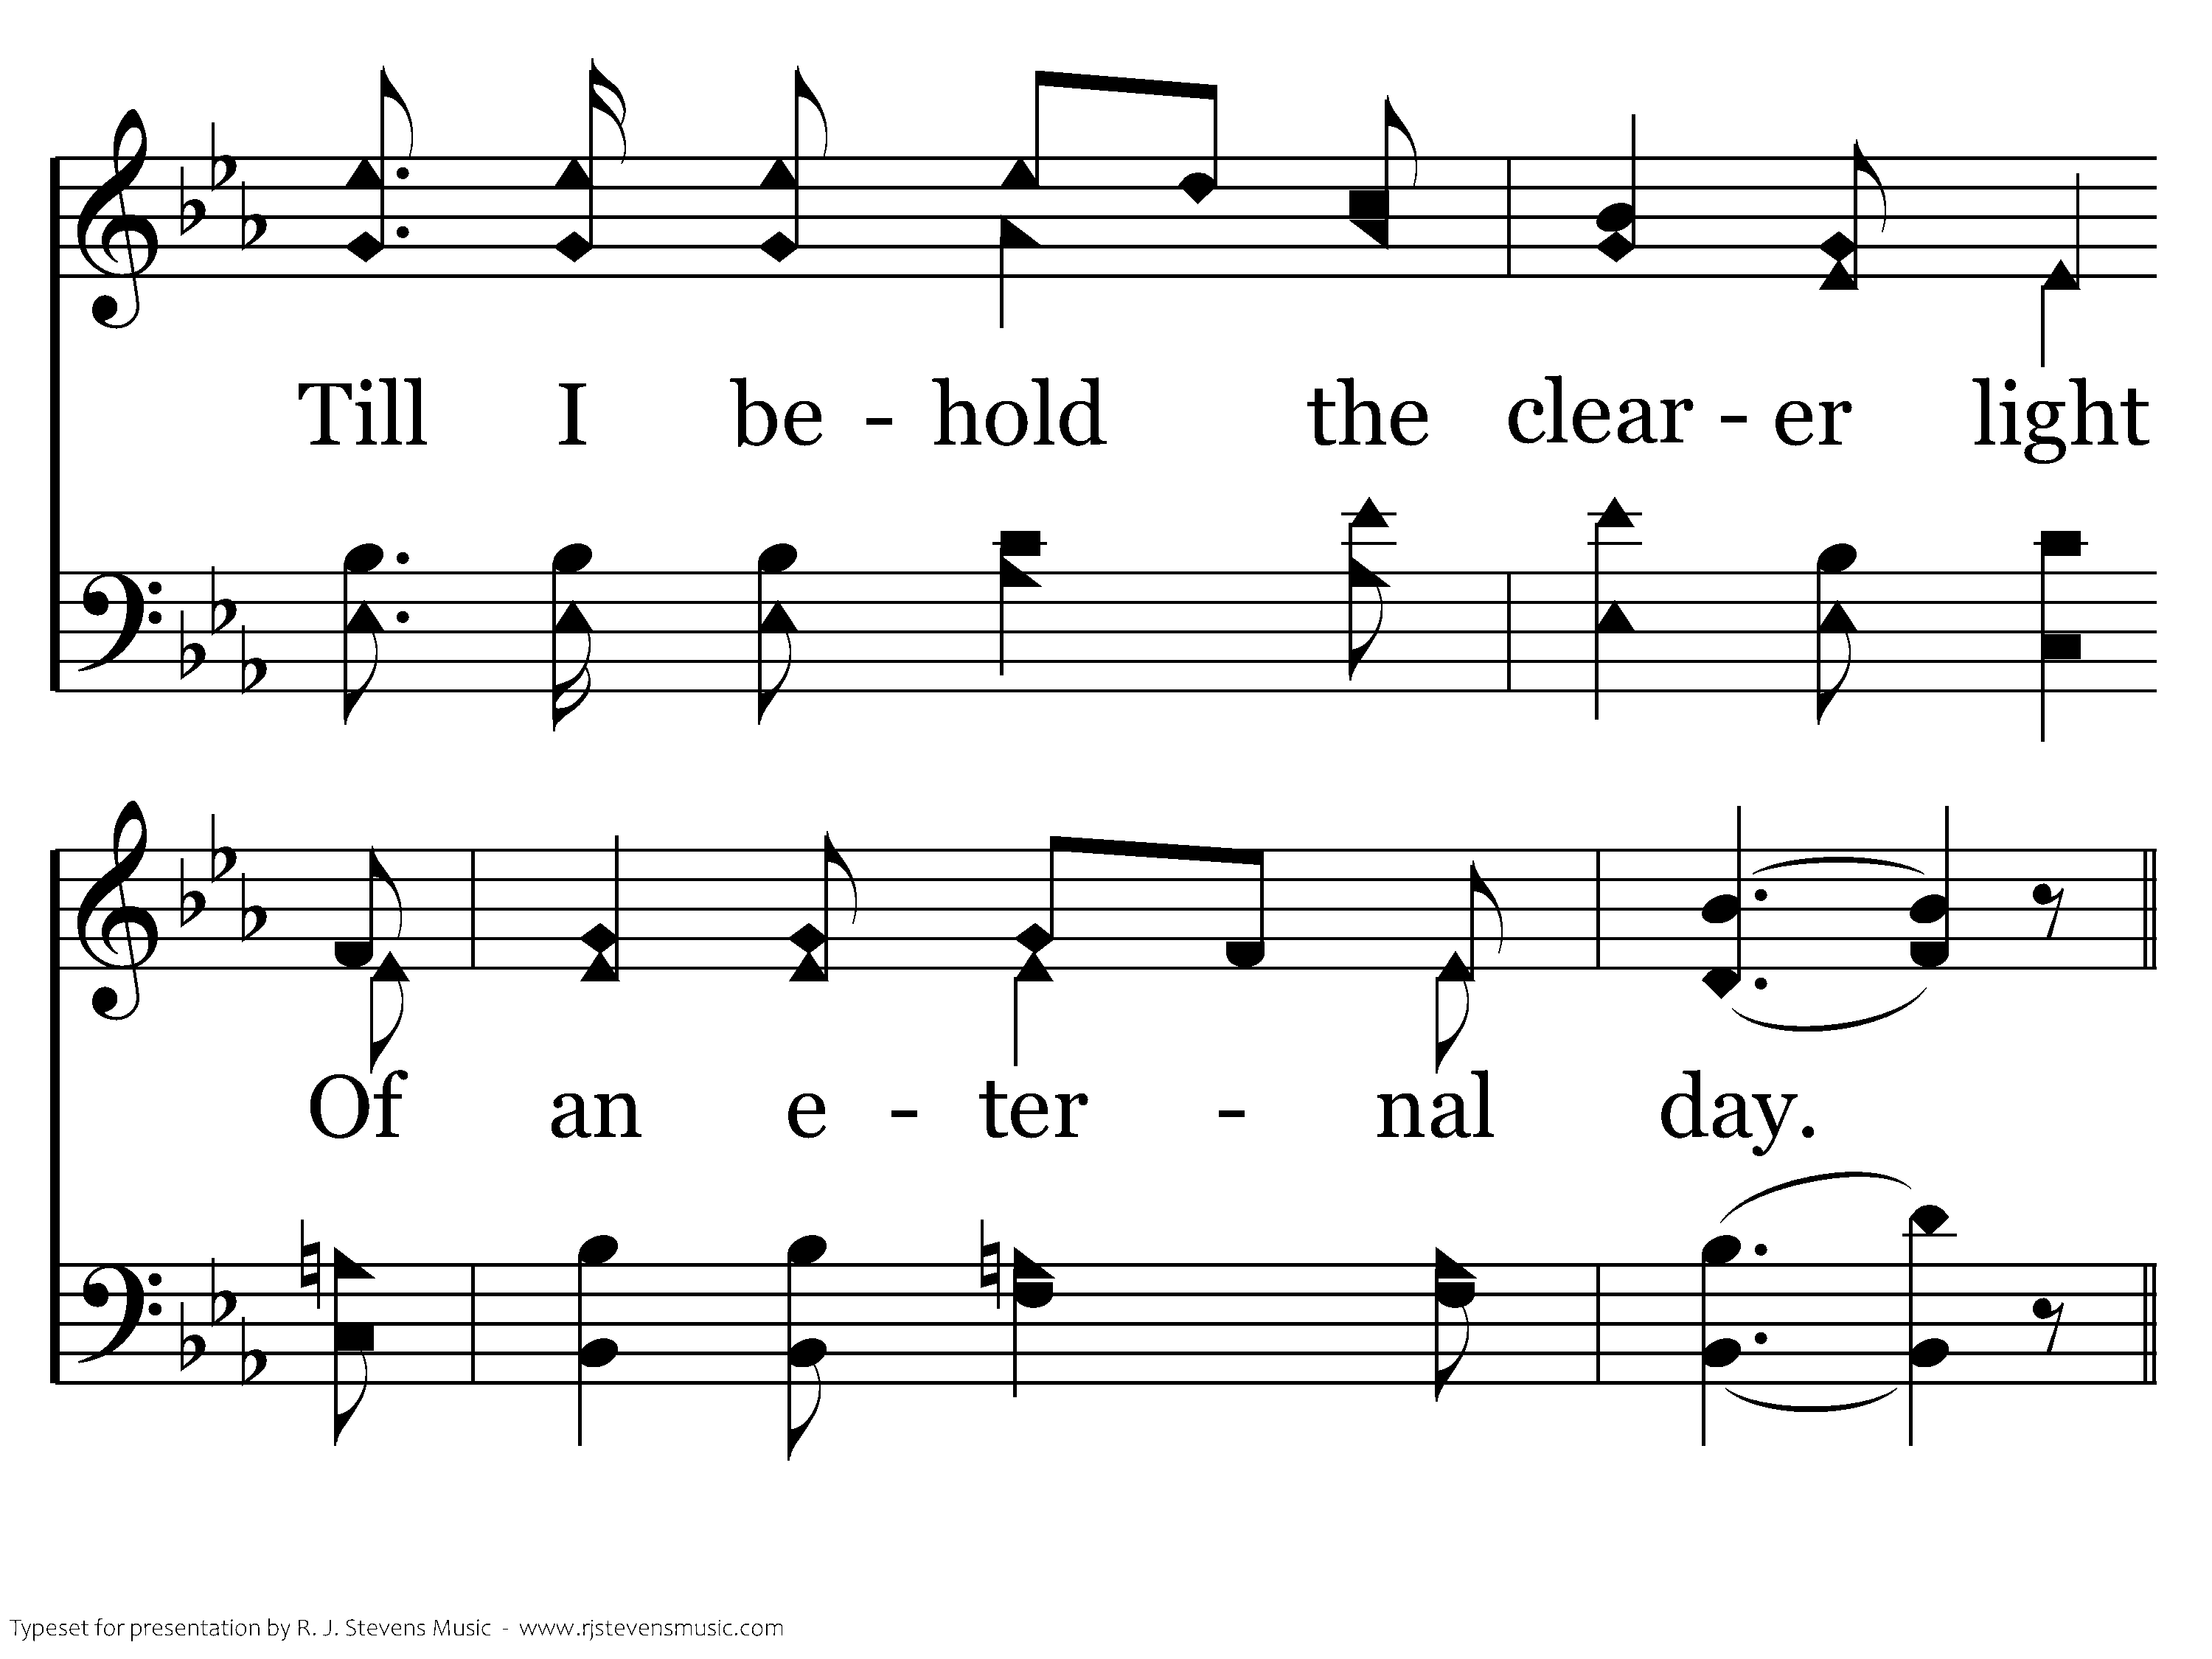 Till I be - hold the clear - er light
Of an e - ter - nal day.
Typeset for presentation by R. J. Stevens Music - www.rjstevensmusic.com